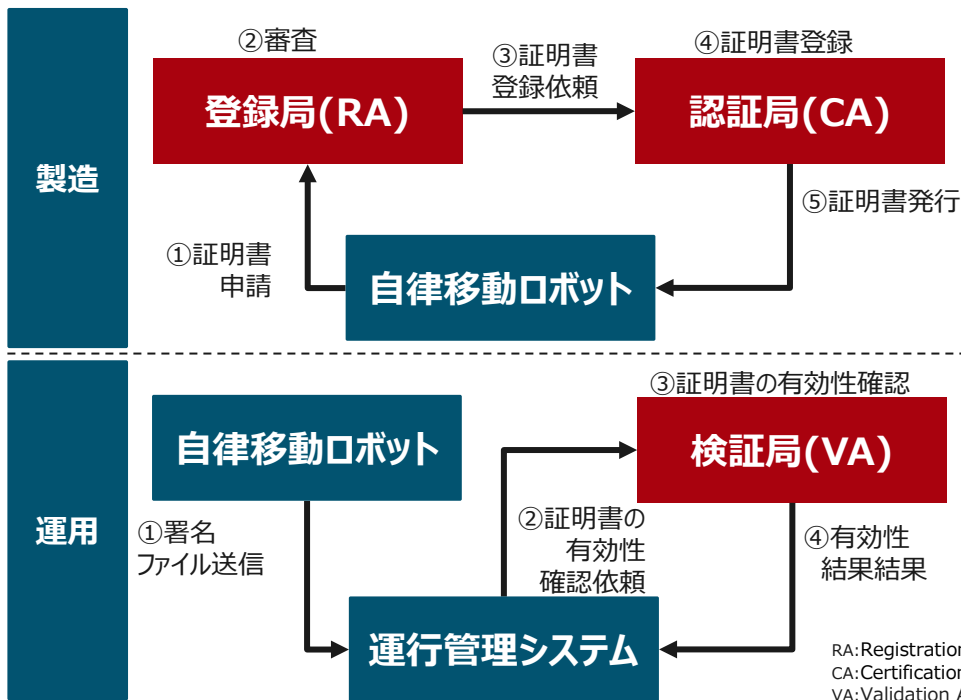 製造
②審査
登録局(RA)
③証明書
登録依頼
④証明書登録
認証局(CA)
①証明書
申請
自律移動ロボット
⑤証明書発行
運用
自律移動ロボット
①署名
ファイル送信
②証明書の
有効性
確認依頼
③証明書の有効性確認
検証局(VA)
④有効性
結果結果
運行管理システム
RA:Registration
CA:Certification
VA:Validation